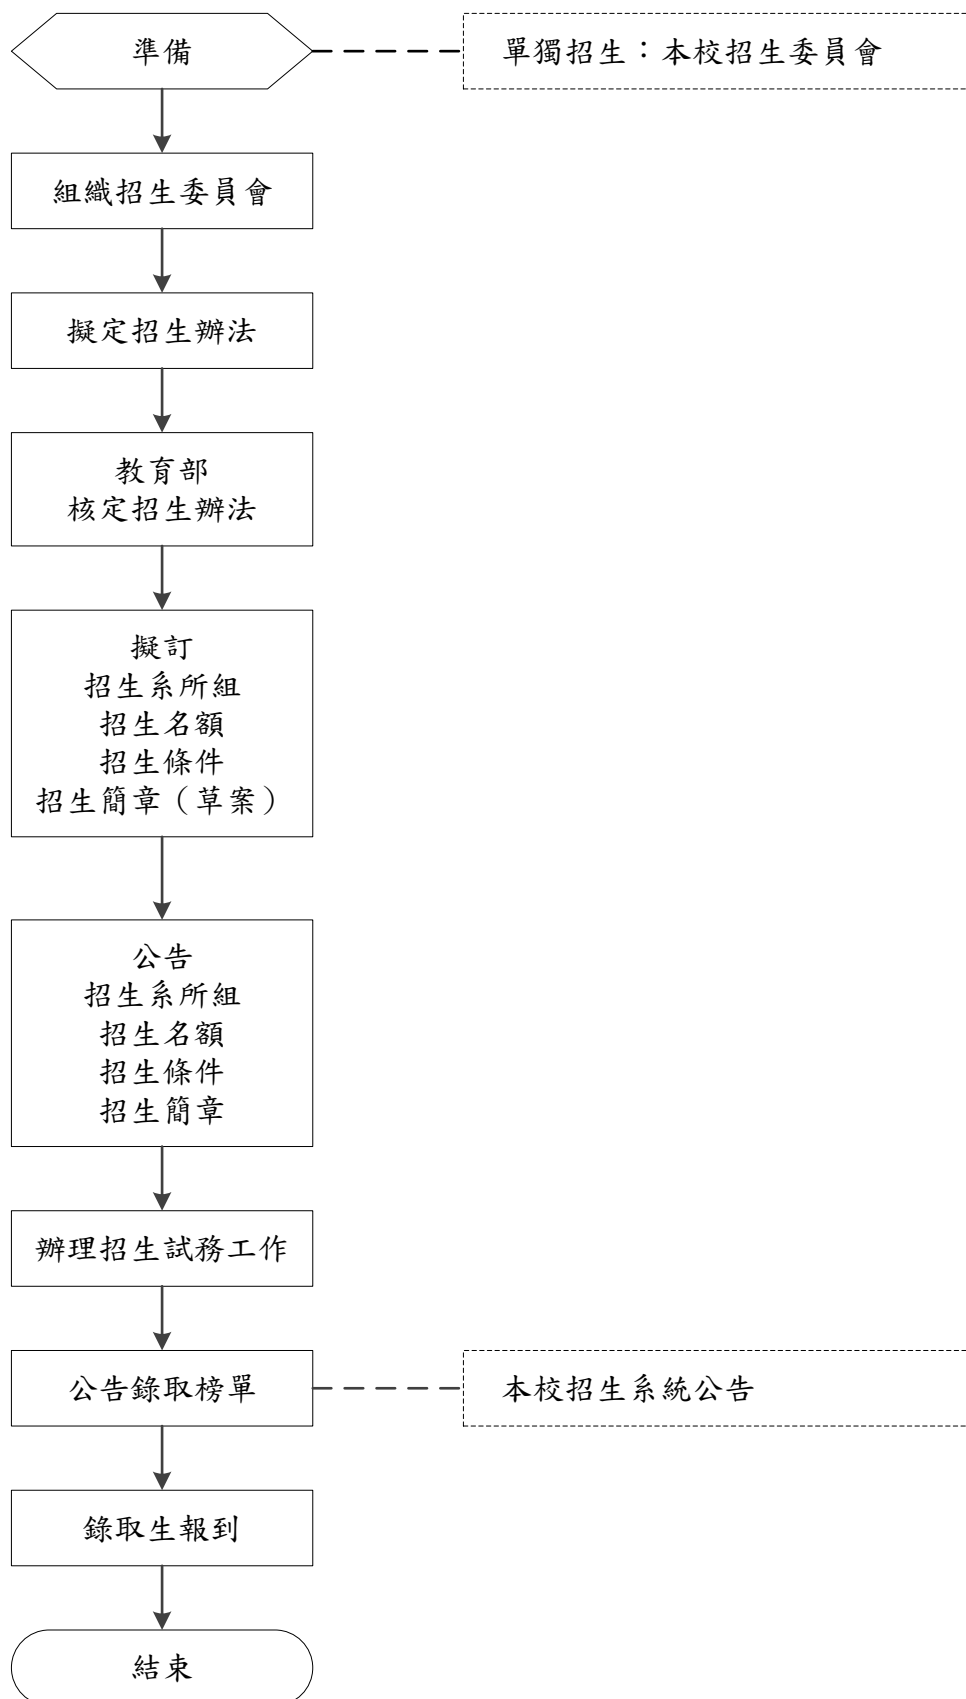 準備
單獨招生：本校招生委員會
組織招生委員會
擬定招生辦法
教育部
核定招生辦法
擬訂
招生系所組
招生名額
招生條件
招生簡章（草案）
公告
招生系所組
招生名額
招生條件
招生簡章
辦理招生試務工作
公告錄取榜單
本校招生系統公告
錄取生報到
結束